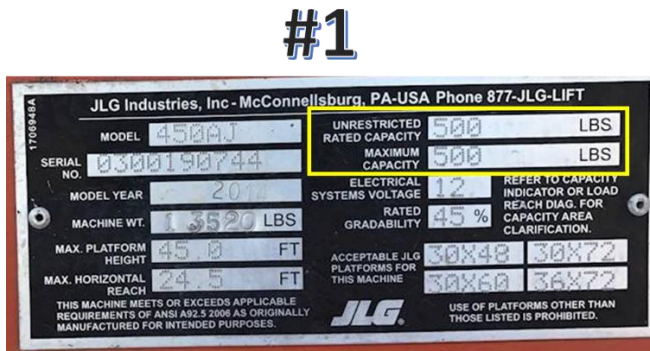 #1
1706948A
JLG Industries, Inc - McConnellsburg, PA-USA Phone 877-JLG-LIFT
MODEL 450AJ
SERIAL NO. 0300190744
MODEL YEAR
MACHINE WT. 13520 LBS
MAX. PLATFORM HEIGHT 45.0 FT
MAX. HORIZONTAL REACH 24.5 FT
THIS MACHINE MEETS OR EXCEEDS APPLICABLE
REQUIREMENTS OF ANSI A92.5 2006 AS ORIGINALLY
MANUFACTURED FOR INTENDED PURPOSES.
UNRESTRICTED RATED CAPACITY 500 LBS
MAXIMUM CAPACITY 500 LBS
ELECTRICAL SYSTEMS VOLTAGE 12
RATED GRADABILITY 45 %
REFER TO CAPACITY
INDICATOR OR LOAD
REACH DIAG. FOR
CAPACITY AREA
CLARIFICATION.
ACCEPTABLE JLG
PLATFORMS FOR
THIS MACHINE
30X48 30X72
30X60 36X72
JLG.
USE OF PLATFORMS OTHER THAN
THOSE LISTED IS PROHIBITED.